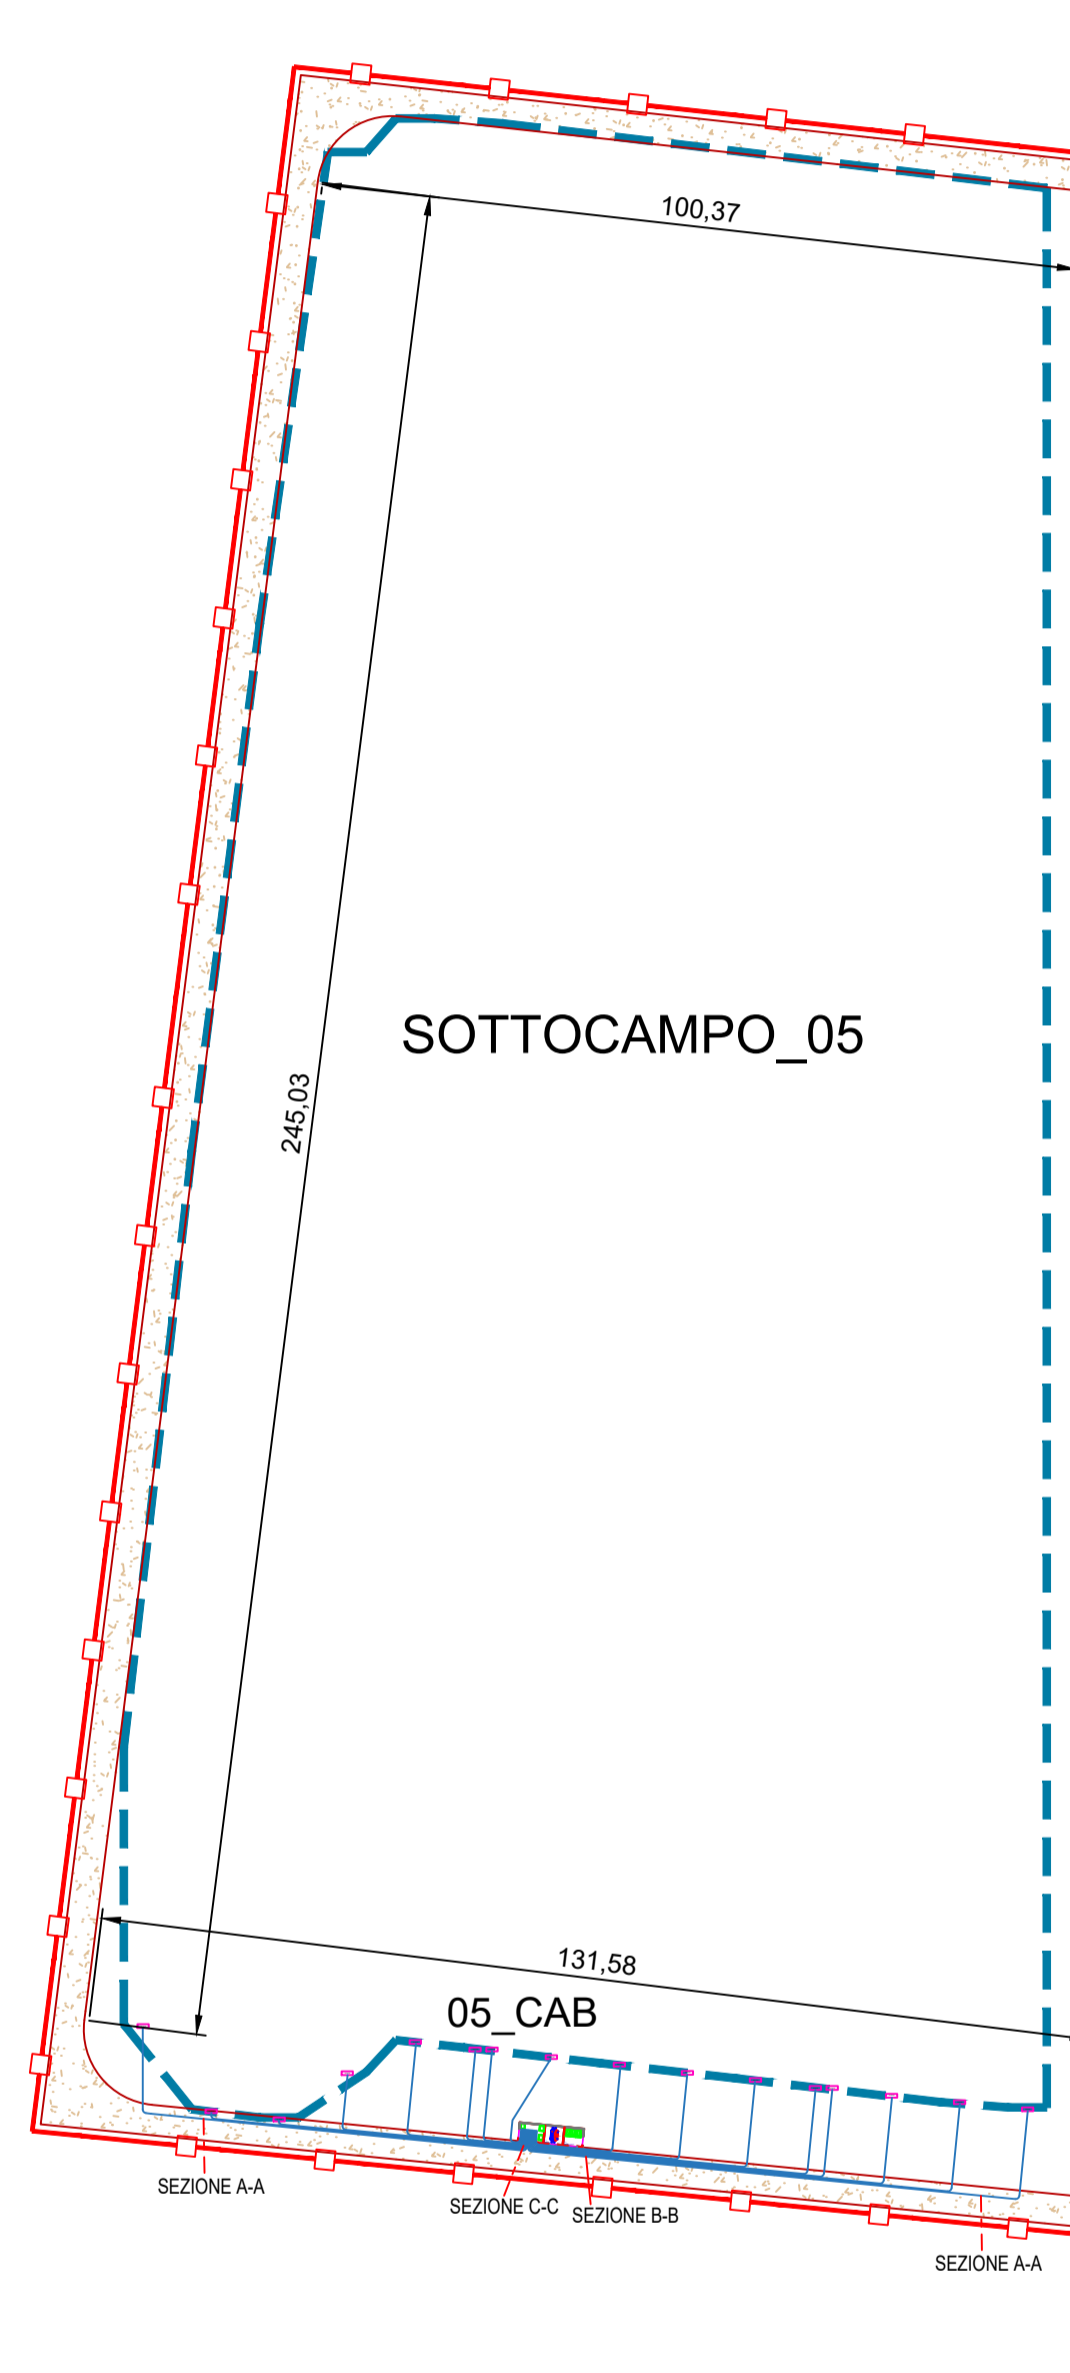 100,37
SOTTOCAMPO_05
245,03
131,58
05_CAB
SEZIONE A-A
SEZIONE C-C
SEZIONE B-B
SEZIONE A-A